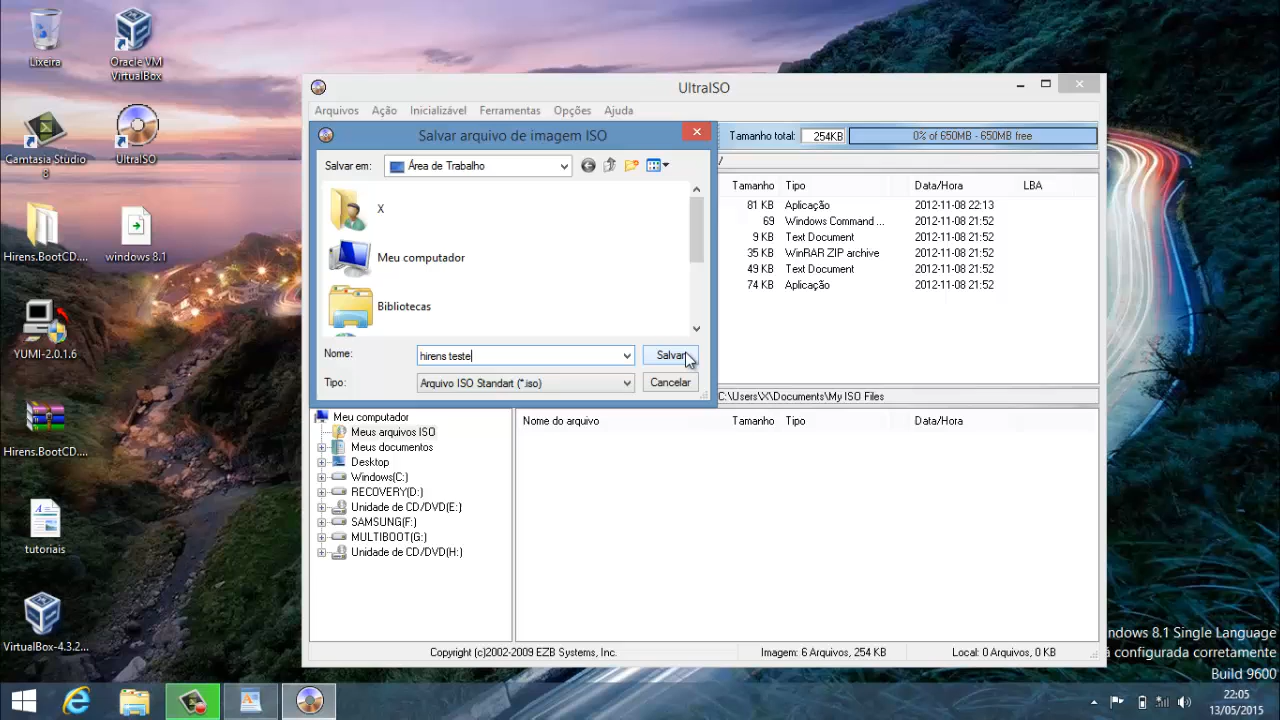 Lixeira
Oracle VM
VirtualBox
Camtasia Studio
8
UltraISO
Hirens.BootCD....
windows 8.1
YUMI-2.0.1.6
Hirens.BootCD....
tutoriais
VirtualBox-4.3.2...
UltraISO
Arquivos Ação Inicializável Ferramentas Opções Ajuda
Salvar arquivo de imagem ISO
Tamanho total: 254KB 0% of 650MB - 650MB free
Salvar em: Área de Trabalho
/
X
Meu computador
Bibliotecas
Nome: hirens teste Salvar
Tipo: Arquivo ISO Standart (*.iso) Cancelar
Tamanho Tipo Data/Hora LBA
81 KB Aplicação 2012-11-08 22:13
69 Windows Command ... 2012-11-08 21:52
9 KB Text Document 2012-11-08 21:52
35 KB WinRAR ZIP archive 2012-11-08 21:52
49 KB Text Document 2012-11-08 21:52
74 KB Aplicação 2012-11-08 21:52
C:\Users\X\Documents\My ISO Files
Meu computador
Meus arquivos ISO
Meus documentos
Desktop
Windows(C:)
RECOVERY(D:)
Unidade de CD/DVD(E:)
SAMSUNG(F:)
MULTIBOOT(G:)
Unidade de CD/DVD(H:)
Nome do arquivo Tamanho Tipo Data/Hora
Copyright (c)2002-2009 EZB Systems, Inc. Imagem: 6 Arquivos, 254 KB Local: 0 Arquivos, 0 KB
ndows 8.1 Single Language
á configurada corretamente
Build 9600
22:05
13/05/2015